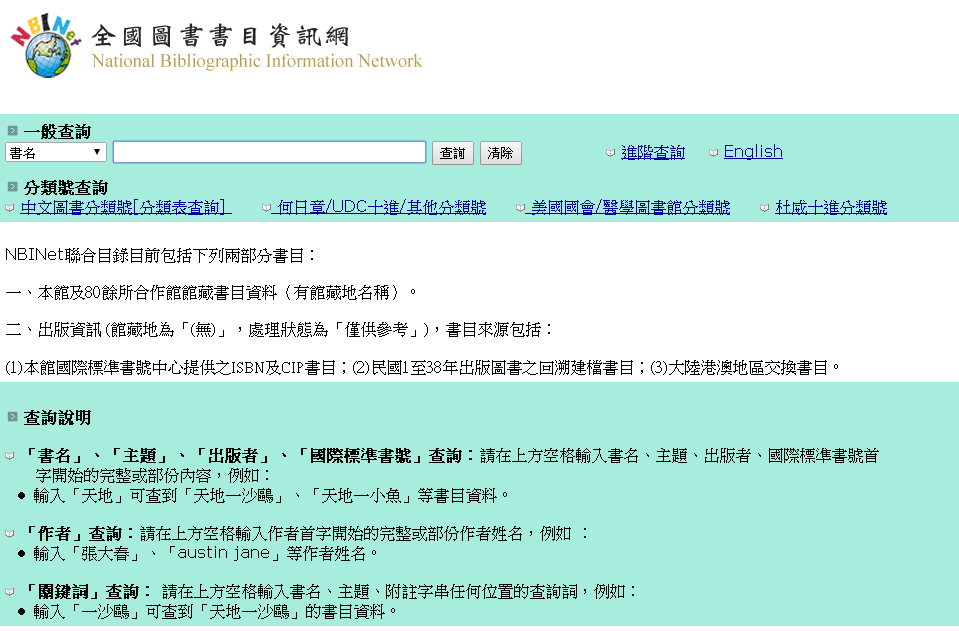 NBINet
全國圖書書目資訊網
National Bibliographic Information Network
一般查詢
書名 查詢 清除 進階查詢 English
分類號查詢
中文圖書分類號[分類表查詢] 何日章/UDC十進/其他分類號 美國國會/醫學圖書館分類號 杜威十進分類號
NBINet聯合目錄目前包括下列兩部分書目：
一、本館及80餘所合作館館藏書目資料（有館藏地名稱）。
二、出版資訊(館藏地為「(無)」，處理狀態為「僅供參考」)，書目來源包括：
(1)本館國際標準書號中心提供之ISBN及CIP書目；(2)民國1至38年出版圖書之回溯建檔書目；(3)大陸港澳地區交換書目。
查詢說明
「書名」、「主題」、「出版者」、「國際標準書號」查詢：請在上方空格輸入書名、主題、出版者、國際標準書號首
字開始的完整或部份內容，例如：
• 輸入「天地」可查到「天地一沙鷗」、「天地一小魚」等書目資料。
「作者」查詢：請在上方空格輸入作者首字開始的完整或部份作者姓名，例如 ：
• 輸入「張大春」、「austin jane」等作者姓名。
「關鍵詞」查詢： 請在上方空格輸入書名、主題、附註字串任何位置的查詢詞，例如：
• 輸入「一沙鷗」可查到「天地一沙鷗」的書目資料。